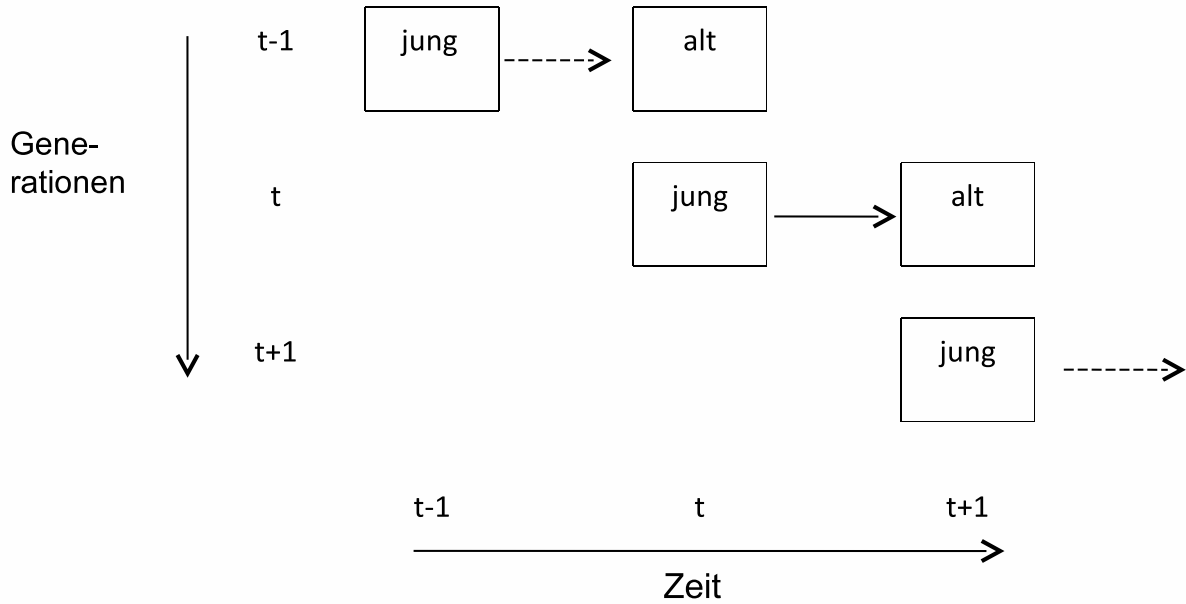 t-1 jung alt
Gene-
rationen
t jung alt
t+1 jung
t-1 t t+1
Zeit